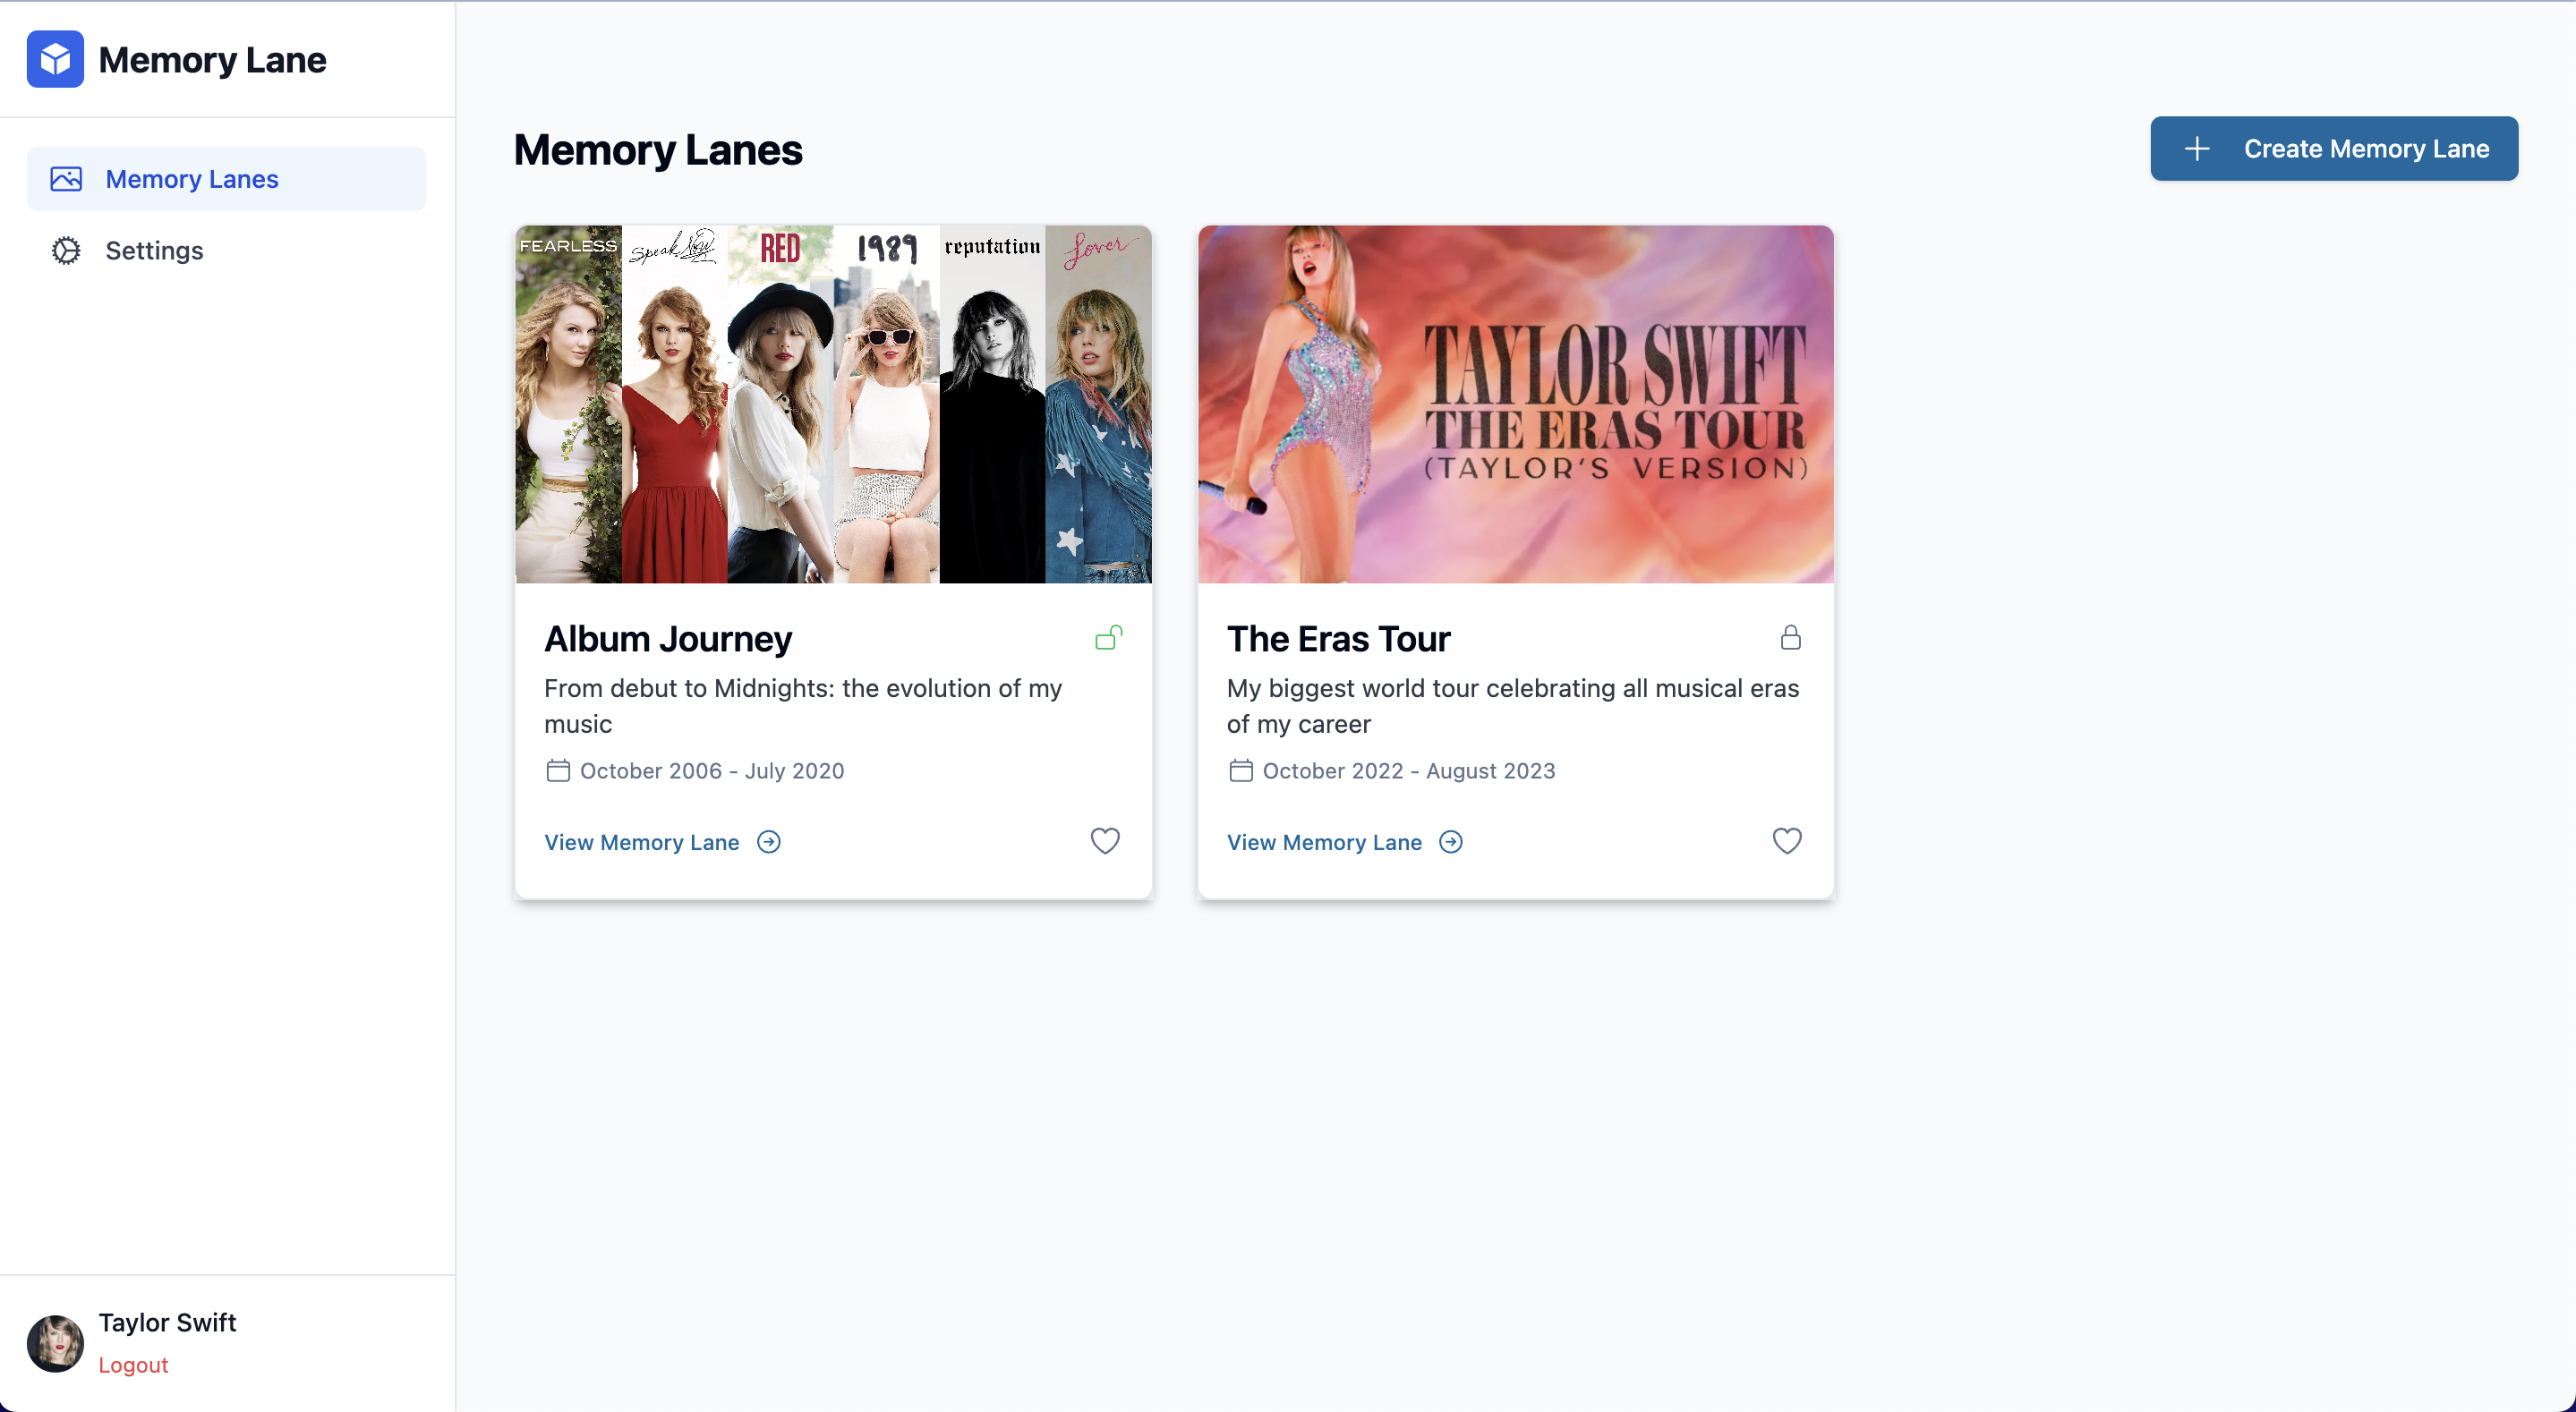 Memory Lane
Memory Lanes
Settings
Taylor Swift
Logout
Memory Lanes
Create Memory Lane
FEARLESS
Speak Now
RED
1989
reputation
Lover
Album Journey
From debut to Midnights: the evolution of my
music
October 2006 - July 2020
View Memory Lane
TAYLOR SWIFT
THE ERAS TOUR
(TAYLOR'S VERSION)
The Eras Tour
My biggest world tour celebrating all musical eras
of my career
October 2022 - August 2023
View Memory Lane